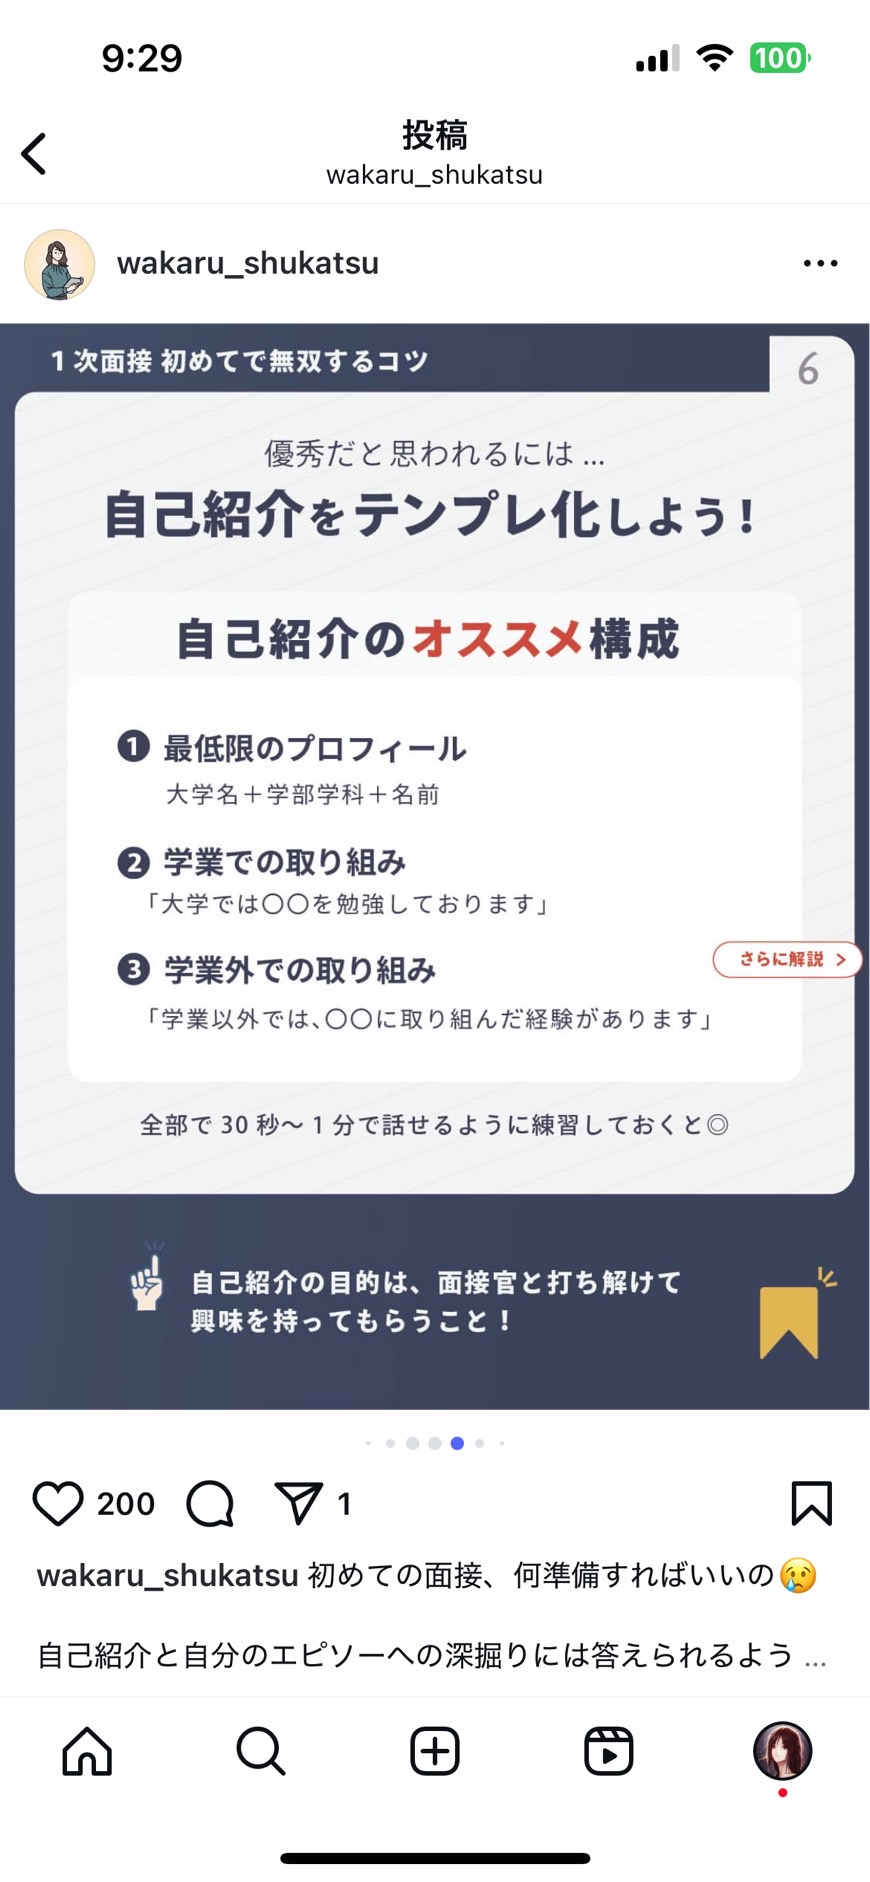 9:29
100
投稿
wakaru_shukatsu
wakaru_shukatsu
1次面接 初めてで無双するコツ
6
優秀だと思われるには...
自己紹介をテンプレ化しよう！
自己紹介のオススメ構成
❶ 最低限のプロフィール
大学名＋学部学科＋名前
❷ 学業での取り組み
「大学では〇〇を勉強しております」
❸ 学業外での取り組み
さらに解説 >
「学業以外では、〇〇に取り組んだ経験があります」
全部で30秒〜1分で話せるように練習しておくと◎
自己紹介の目的は、面接官と打ち解けて
興味を持ってもらうこと！
200
1
wakaru_shukatsu 初めての面接、何準備すればいいの😢
自己紹介と自分のエピソーへの深掘りには答えられるよう ...